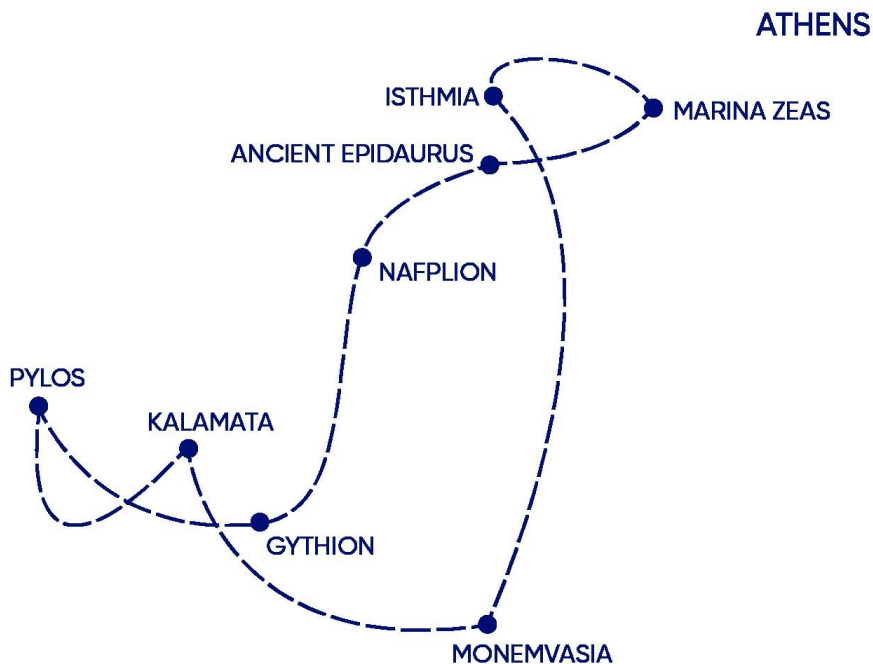 ATHENS
ISTHMIA
MARINA ZEAS
ANCIENT EPIDAURUS
NAFPLION
PYLOS
KALAMATA
GYTHION
MONEMVASIA